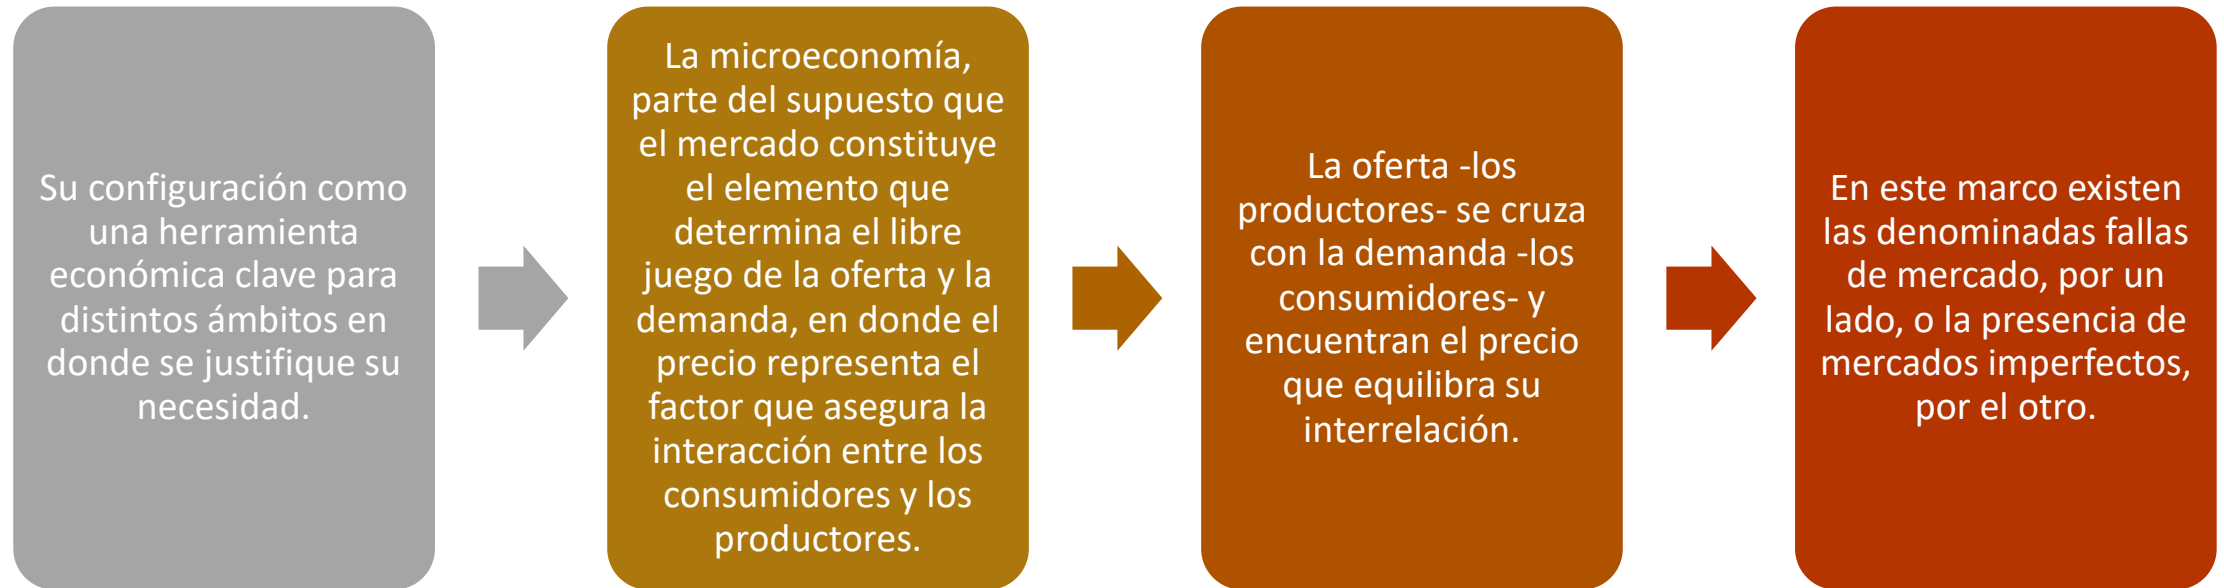 Su configuración como
una herramienta
económica clave para
distintos ámbitos en
donde se justifique su
necesidad.
La microeconomía,
parte del supuesto que
el mercado constituye
el elemento que
determina el libre
juego de la oferta y la
demanda, en donde el
precio representa el
factor que asegura la
interacción entre los
consumidores y los
productores.
La oferta -los
productores- se cruza
con la demanda -los
consumidores- y
encuentran el precio
que equilibra su
interrelación.
En este marco existen
las denominadas fallas
de mercado, por un
lado, o la presencia de
mercados imperfectos,
por el otro.